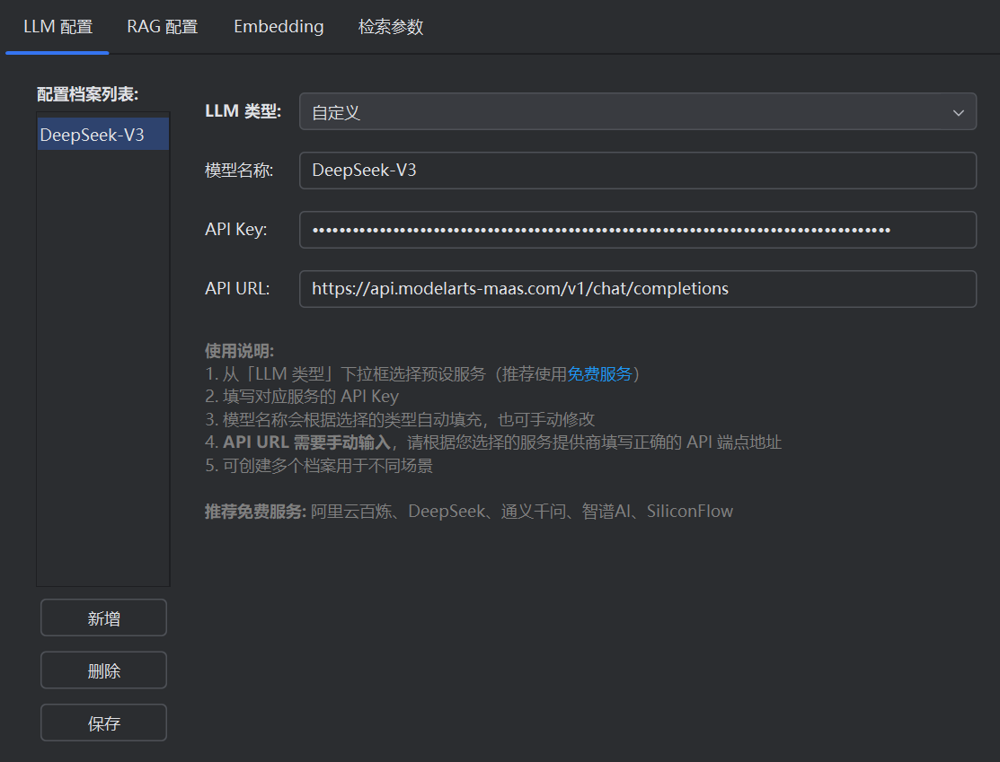 LLM 配置 RAG 配置 Embedding 检索参数
配置档案列表:
DeepSeek-V3
新增
删除
保存
LLM 类型: 自定义
模型名称: DeepSeek-V3
API Key: ••••••••••••••••••••••••••••••••••••••••••••••••••••••••••••••••••••••••••••••••••••••
API URL: https://api.modelarts-maas.com/v1/chat/completions
使用说明:
1. 从「LLM 类型」下拉框选择预设服务（推荐使用免费服务）
2. 填写对应服务的 API Key
3. 模型名称会根据选择的类型自动填充，也可手动修改
4. API URL 需要手动输入，请根据您选择的服务提供商填写正确的 API 端点地址
5. 可创建多个档案用于不同场景
推荐免费服务: 阿里云百炼、DeepSeek、通义千问、智谱AI、SiliconFlow